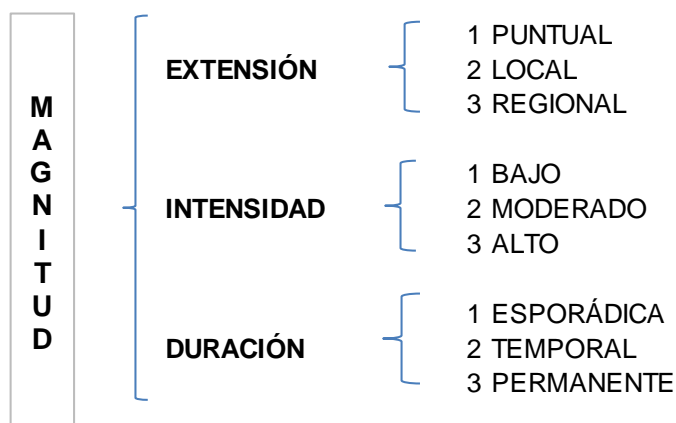 MAGNITUD
EXTENSIÓN
1 PUNTUAL
2 LOCAL
3 REGIONAL
INTENSIDAD
1 BAJO
2 MODERADO
3 ALTO
DURACIÓN
1 ESPORÁDICA
2 TEMPORAL
3 PERMANENTE